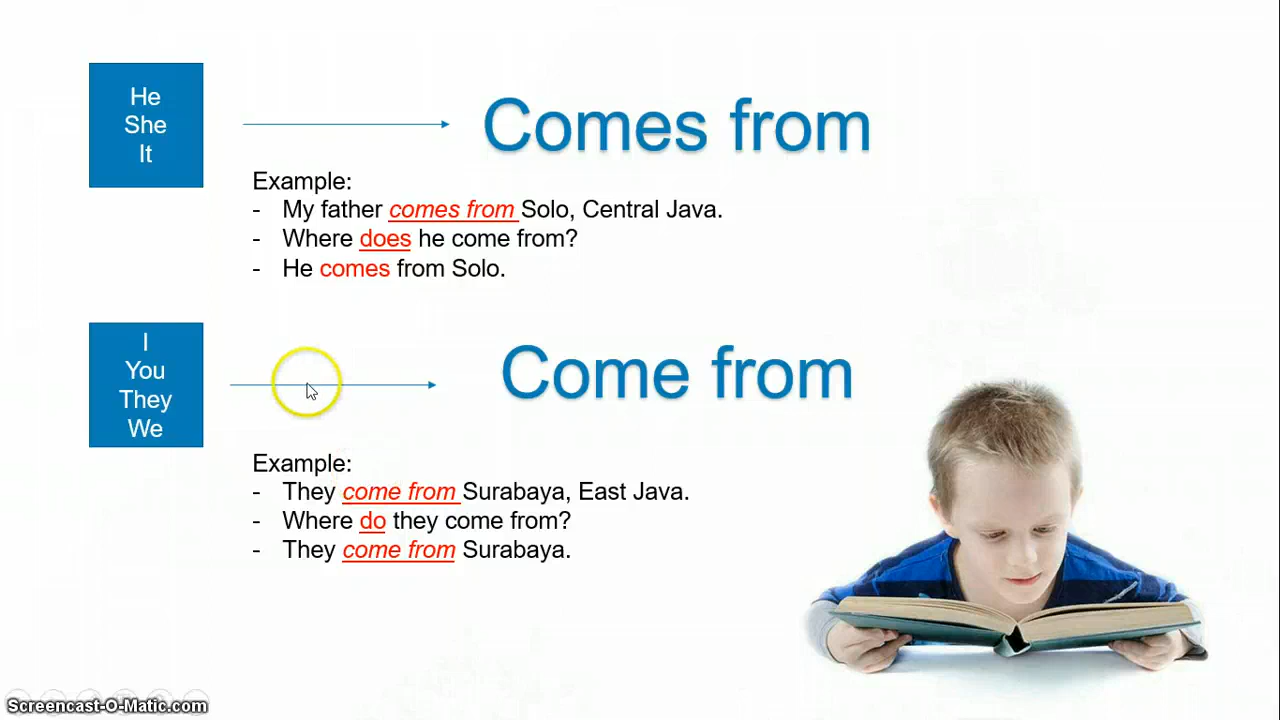 He
She
It
Comes from
Example:
- My father comes from Solo, Central Java.
- Where does he come from?
- He comes from Solo.
I
You
They
We
Come from
Example:
- They come from Surabaya, East Java.
- Where do they come from?
- They come from Surabaya.
Screencast-O-Matic.com